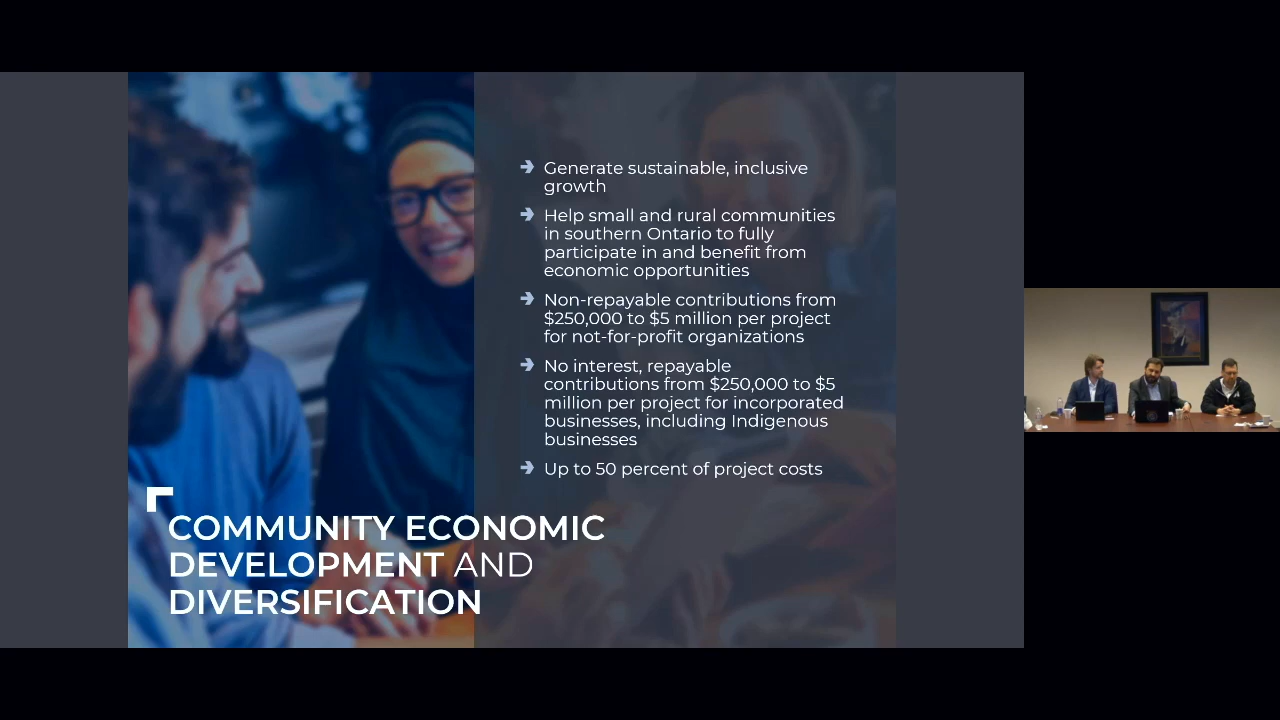 Generate sustainable, inclusive
growth
Help small and rural communities
in southern Ontario to fully
participate in and benefit from
economic opportunities
Non-repayable contributions from
$250,000 to $5 million per project
for not-for-profit organizations
No interest, repayable
contributions from $250,000 to $5
million per project for incorporated
businesses, including Indigenous
businesses
Up to 50 percent of project costs
COMMUNITY ECONOMIC
DEVELOPMENT AND
DIVERSIFICATION